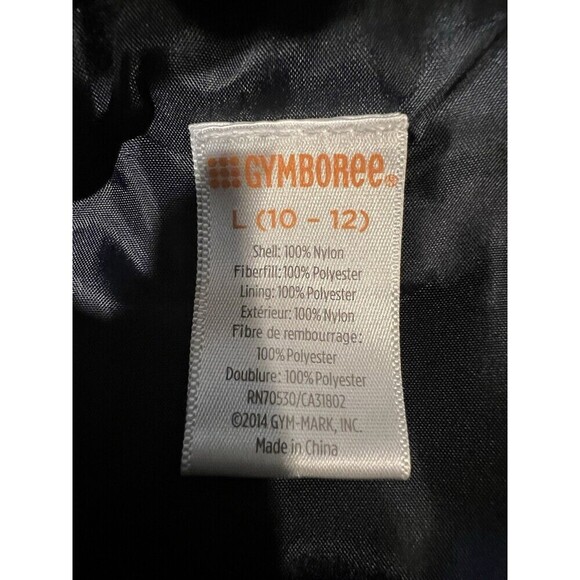 GYMBOREE®
L (10 - 12)
Shell: 100% Nylon
Fiberfill: 100% Polyester
Lining: 100% Polyester
Extérieur: 100% Nylon
Fibre de rembourrage:
100% Polyester
Doublure: 100% Polyester
RN70530/CA31802
©2014 GYM-MARK, INC.
Made in China